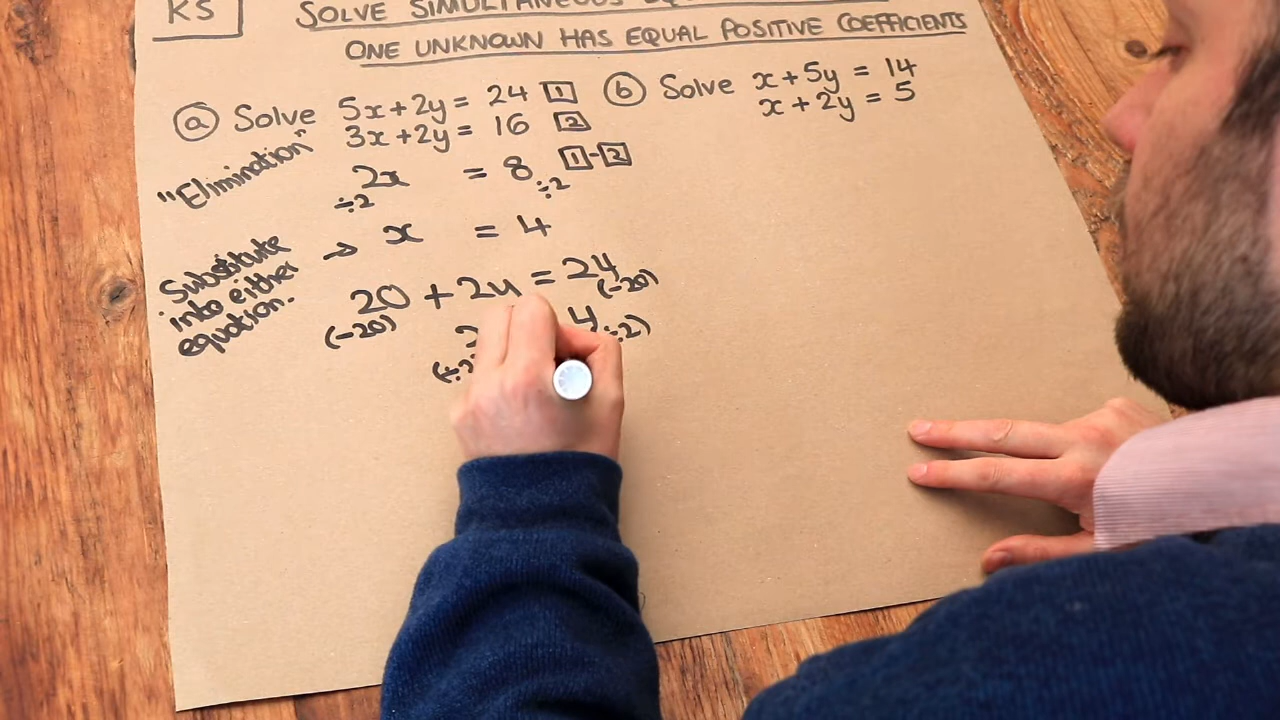 K5
SOLVE SIMULTANEOUS
ONE UNKNOWN HAS EQUAL POSITIVE COEFFICIENTS
(a) Solve 5x+2y = 24 [1]
3x+2y = 16 [2]
"Elimination"
2x = 8 [1]-[2]
÷2 ÷2
→ x = 4
Substitute
into either
equation.
20 + 2y = 24
(-20) (-20)
4
(÷2 ÷2)
(b) Solve x + 5y = 14
x + 2y = 5